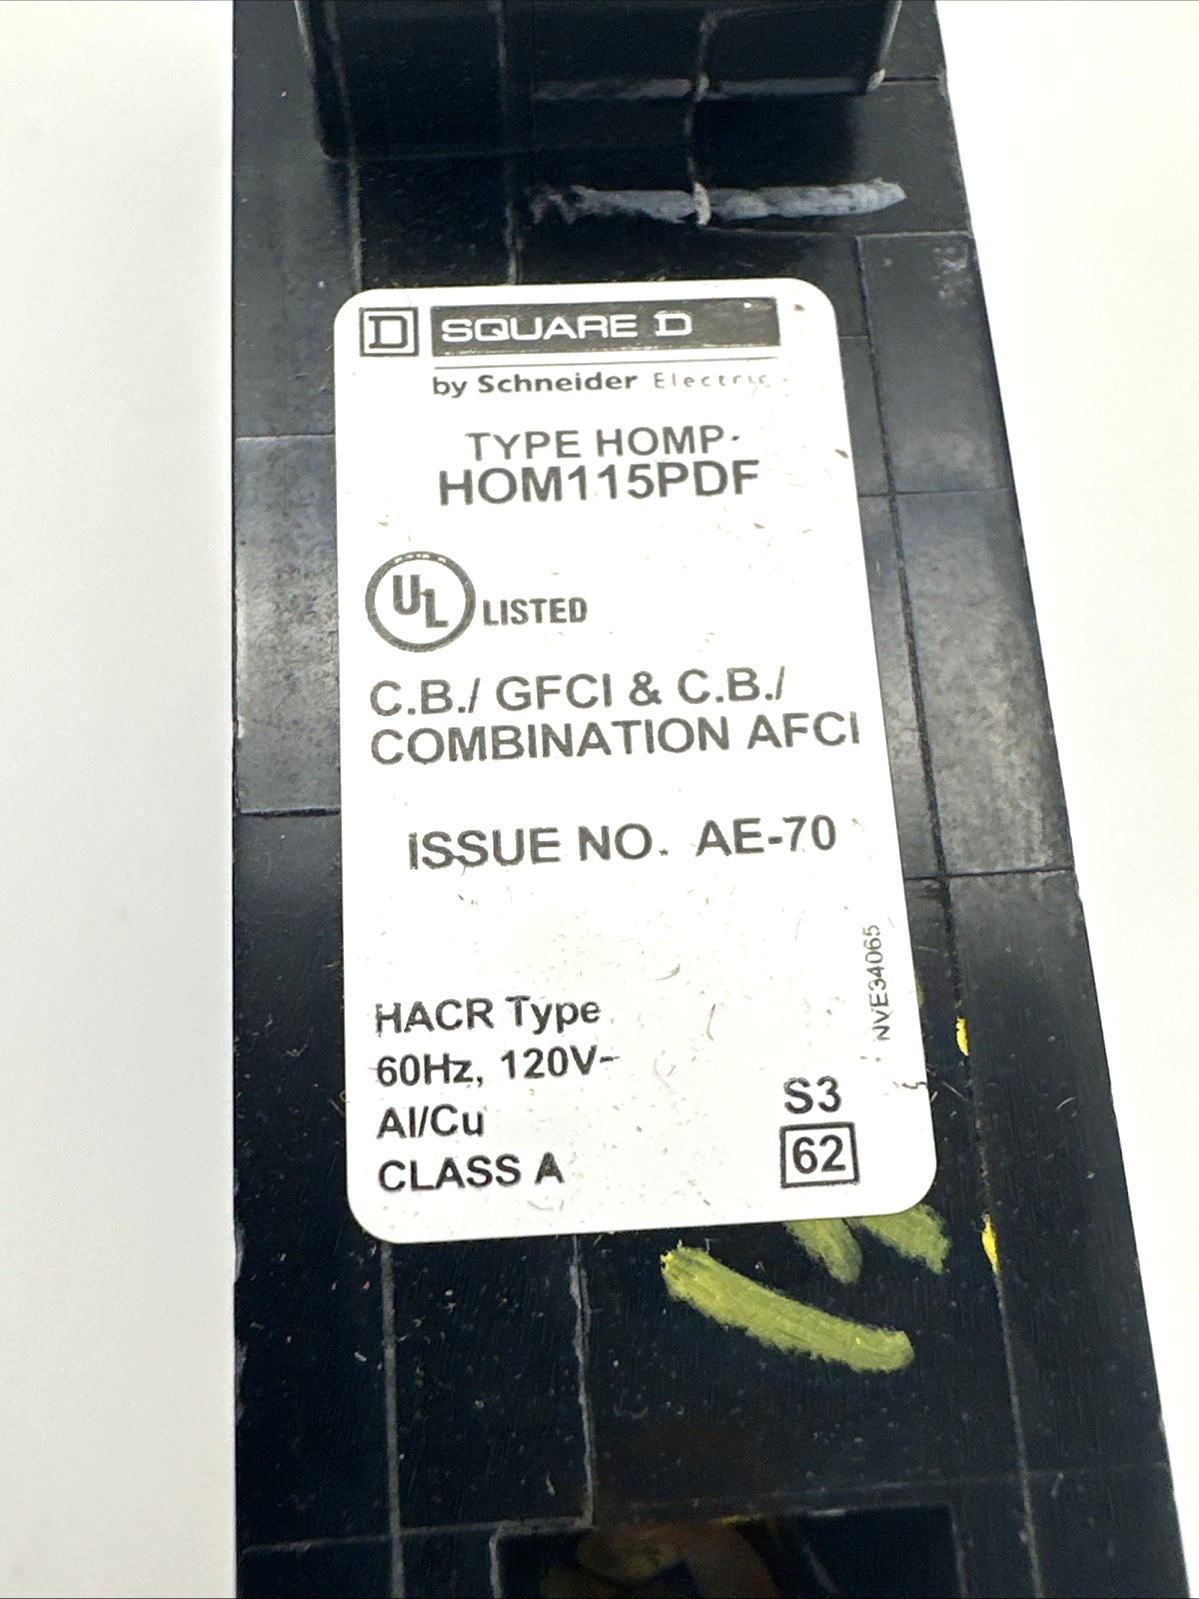 D SQUARE D
by Schneider Electric
TYPE HOMP
HOM115PDF
UL LISTED
C.B./ GFCI & C.B./
COMBINATION AFCI
ISSUE NO. AE-70
NVE34065
HACR Type
60Hz, 120V~
Al/Cu
CLASS A
S3
62